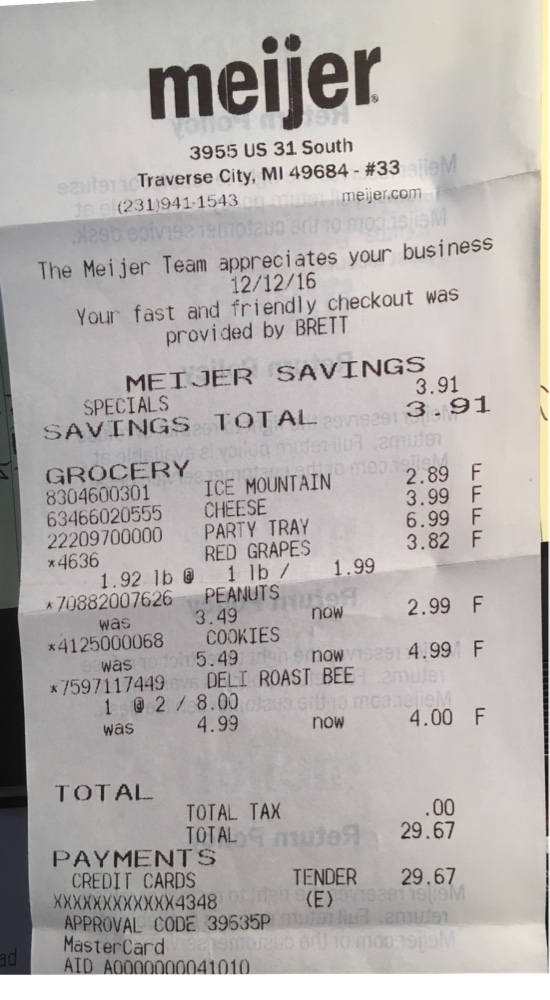 meijer
3955 US 31 South
Traverse City, MI 49684 - #33
(231)941-1543 meijer.com
The Meijer Team appreciates your business
12/12/16
Your fast and friendly checkout was
provided by BRETT
MEIJER SAVINGS
SPECIALS 3.91
SAVINGS TOTAL 3.91
GROCERY
8304600301 ICE MOUNTAIN 2.89 F
63466020555 CHEESE 3.99 F
22209700000 PARTY TRAY 6.99 F
*4636 RED GRAPES 3.82 F
1.92 lb @ 1 lb / 1.99
*70882007626 PEANUTS
was 3.49 now 2.99 F
*4125000068 COOKIES
was 5.49 now 4.99 F
*7597117449 DELI ROAST BEE
1 @ 2 / 8.00
was 4.99 now 4.00 F
TOTAL
TOTAL TAX .00
TOTAL 29.67
PAYMENTS
CREDIT CARDS TENDER 29.67
XXXXXXXXXXXX4348 (E)
APPROVAL CODE 39535P
MasterCard
AID A0000000041010